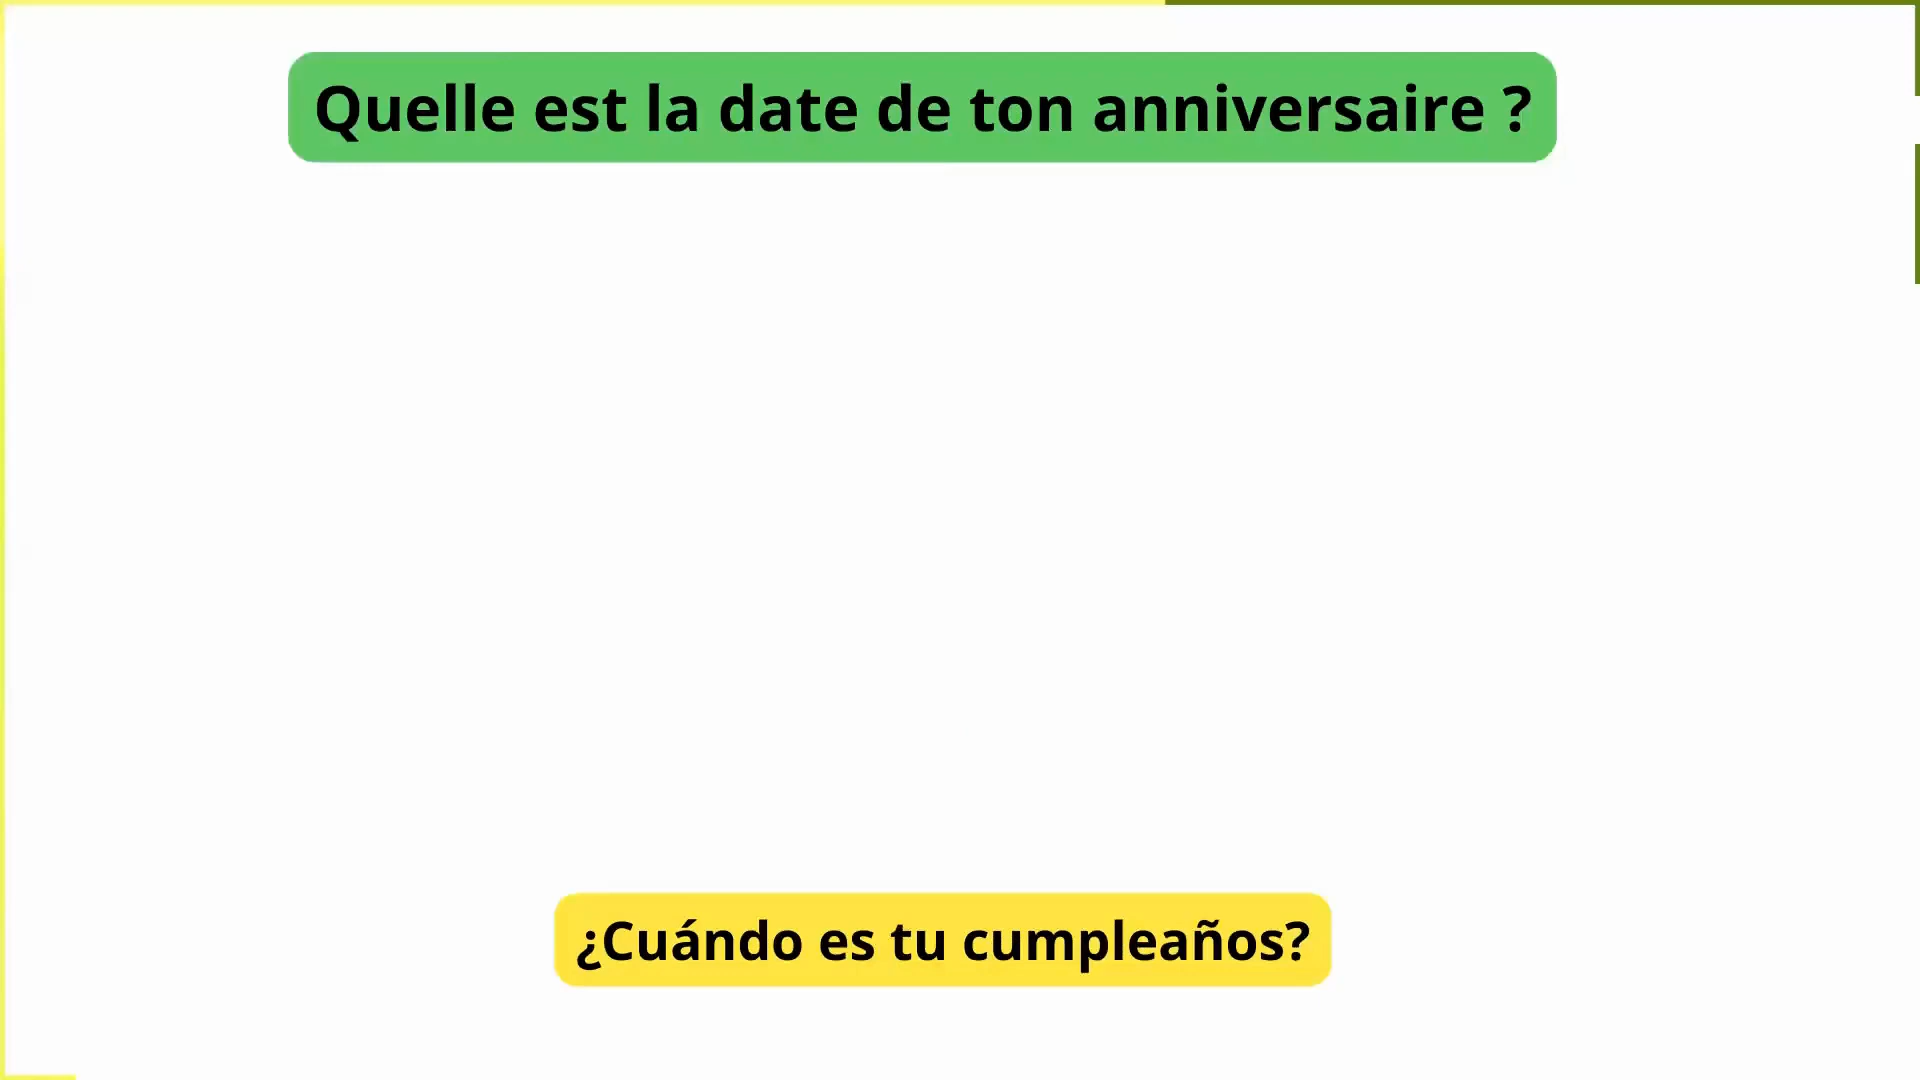 Quelle est la date de ton anniversaire ?
¿Cuándo es tu cumpleaños?